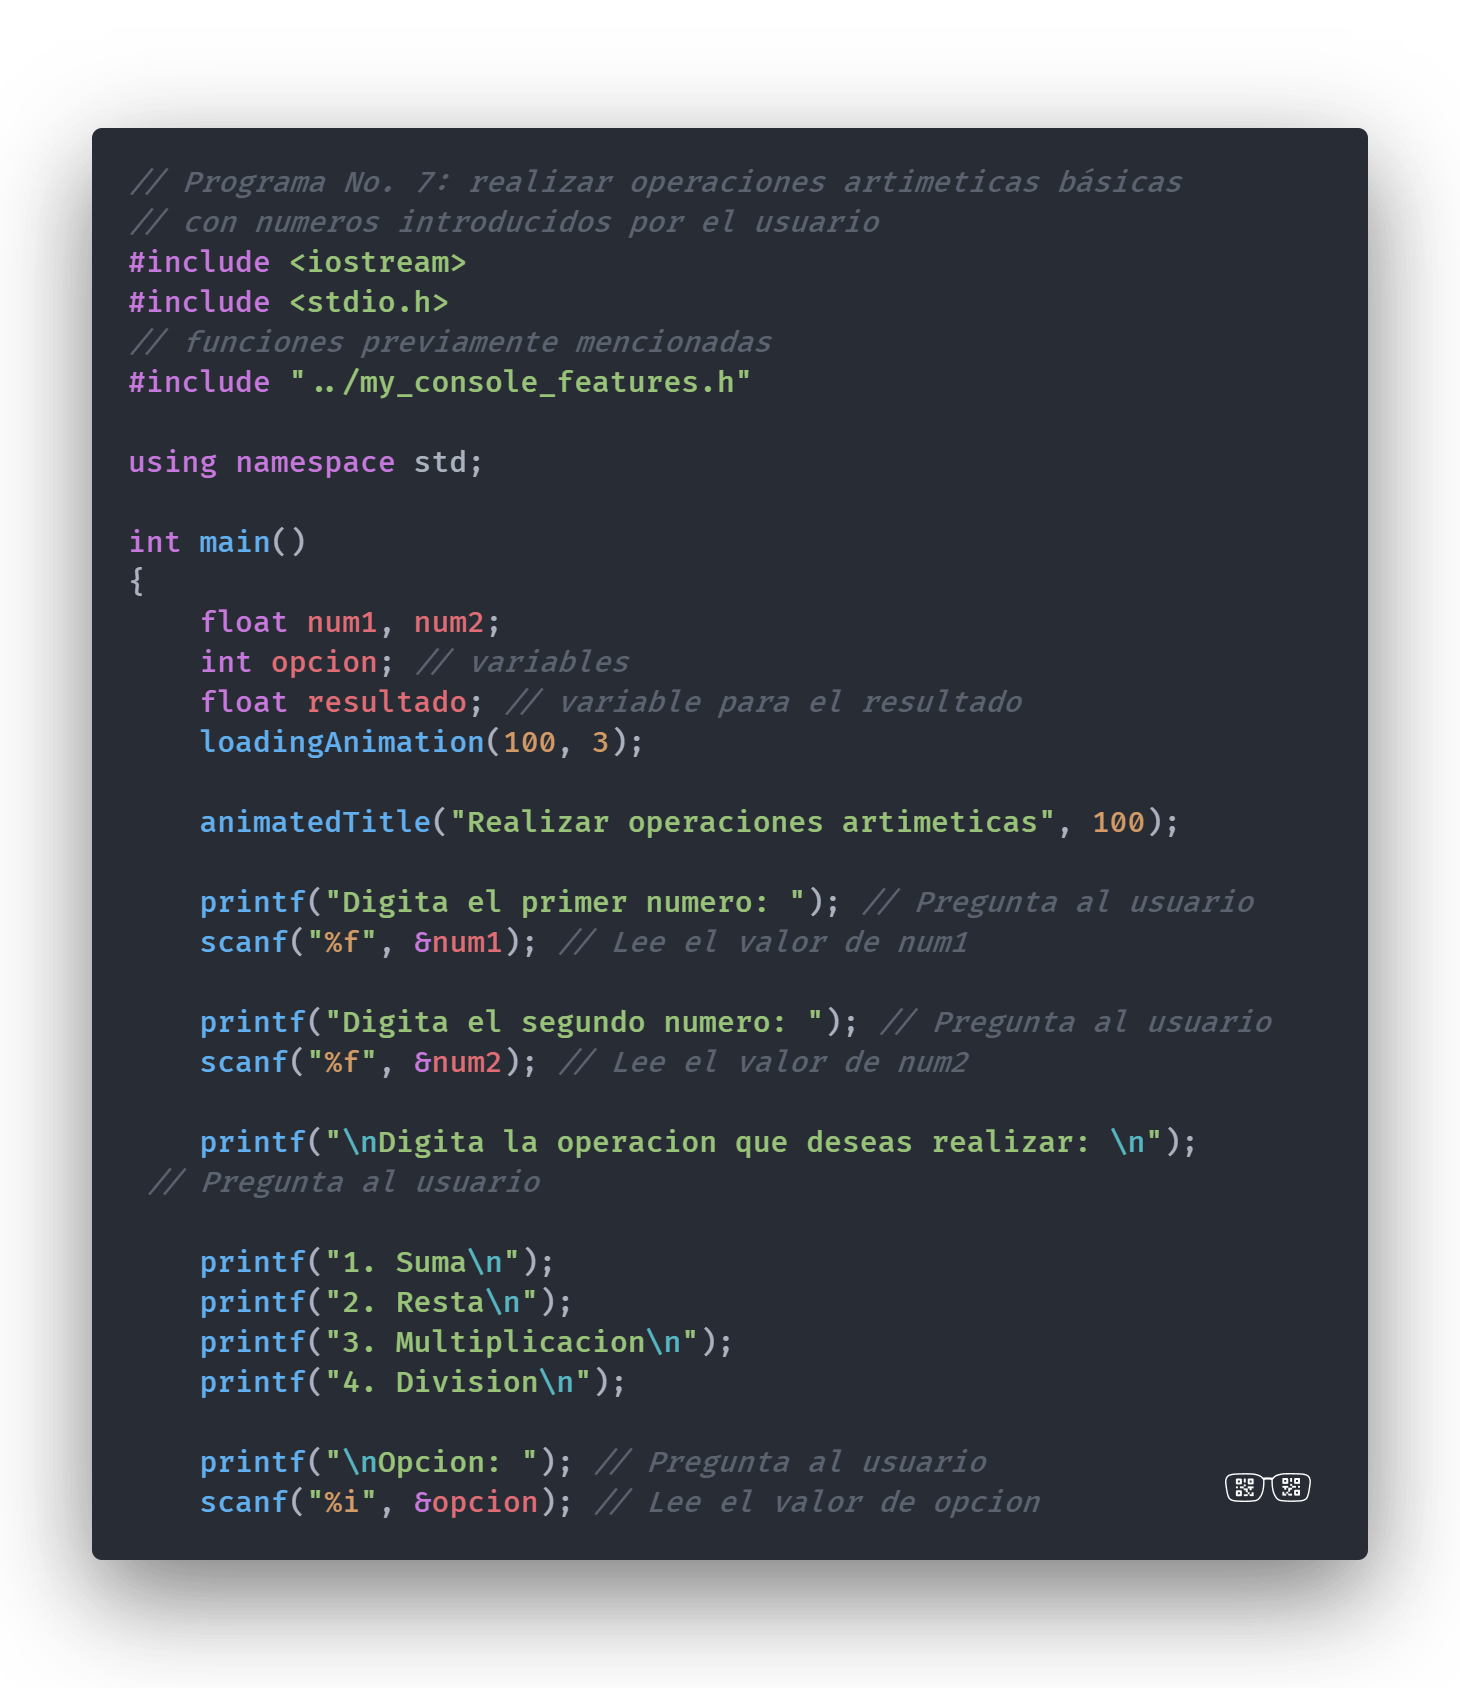 // Programa No. 7: realizar operaciones artimeticas básicas
// con numeros introducidos por el usuario
#include <iostream>
#include <stdio.h>
// funciones previamente mencionadas
#include "../my_console_features.h"
using namespace std;
int main()
{
float num1, num2;
int opcion; // variables
float resultado; // variable para el resultado
loadingAnimation(100, 3);
animatedTitle("Realizar operaciones artimeticas", 100);
printf("Digita el primer numero: "); // Pregunta al usuario
scanf("%f", &num1); // Lee el valor de num1
printf("Digita el segundo numero: "); // Pregunta al usuario
scanf("%f", &num2); // Lee el valor de num2
printf("\nDigita la operacion que deseas realizar: \n");
// Pregunta al usuario
printf("1. Suma\n");
printf("2. Resta\n");
printf("3. Multiplicacion\n");
printf("4. Division\n");
printf("\nOpcion: "); // Pregunta al usuario
scanf("%i", &opcion); // Lee el valor de opcion